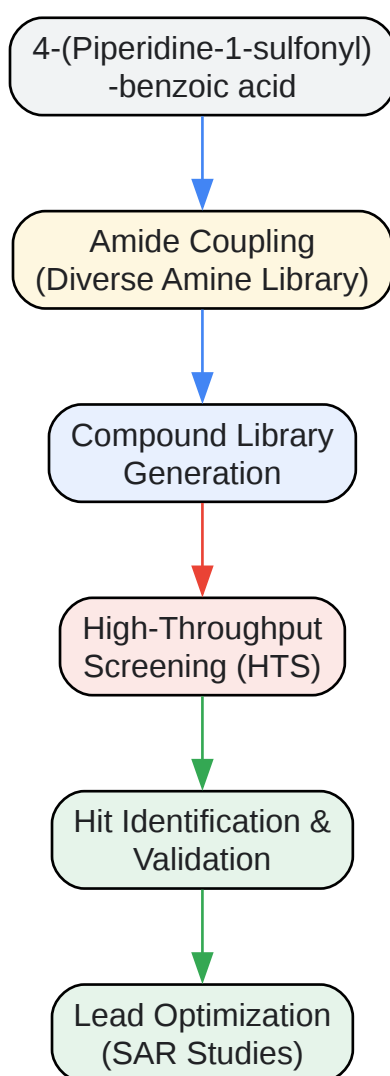 4-(Piperidine-1-sulfonyl)
-benzoic acid
Amide Coupling
(Diverse Amine Library)
Compound Library
Generation
High-Throughput
Screening (HTS)
Hit Identification &
Validation
Lead Optimization
(SAR Studies)